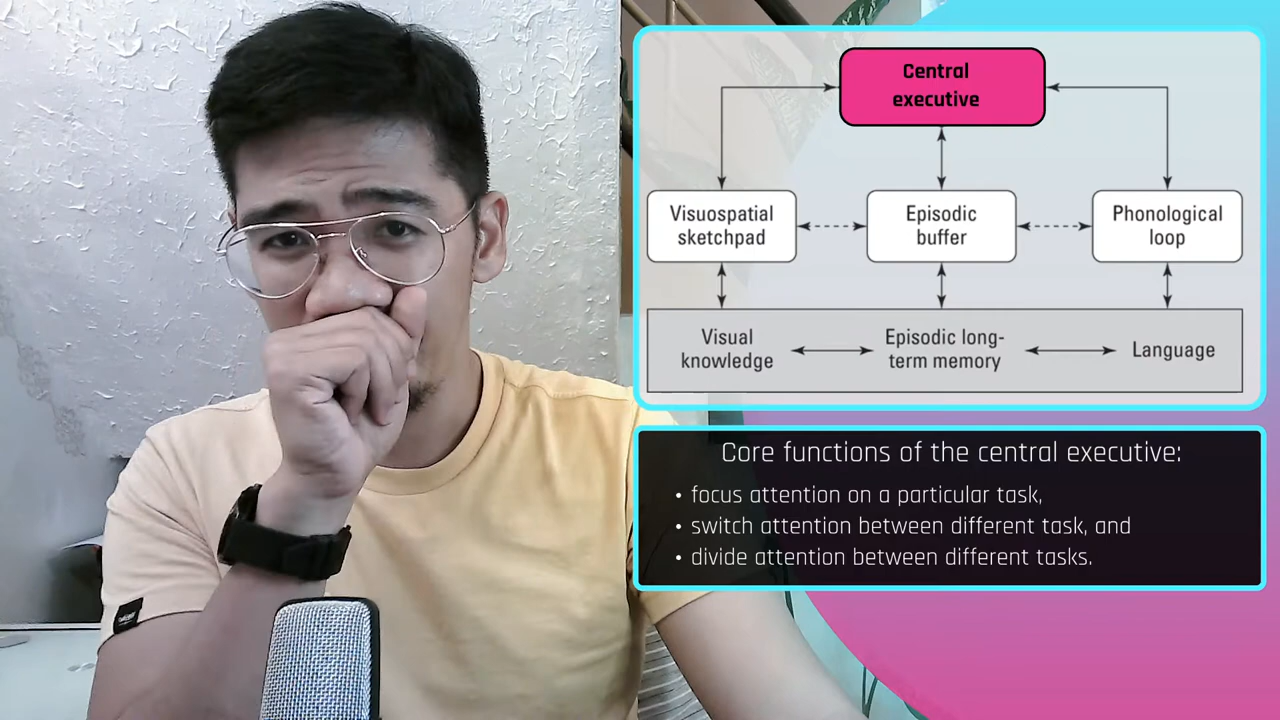 Central
executive
Visuospatial
sketchpad
Episodic
buffer
Phonological
loop
Visual
knowledge
Episodic long-
term memory
Language
Core functions of the central executive:
• focus attention on a particular task,
• switch attention between different task, and
• divide attention between different tasks.